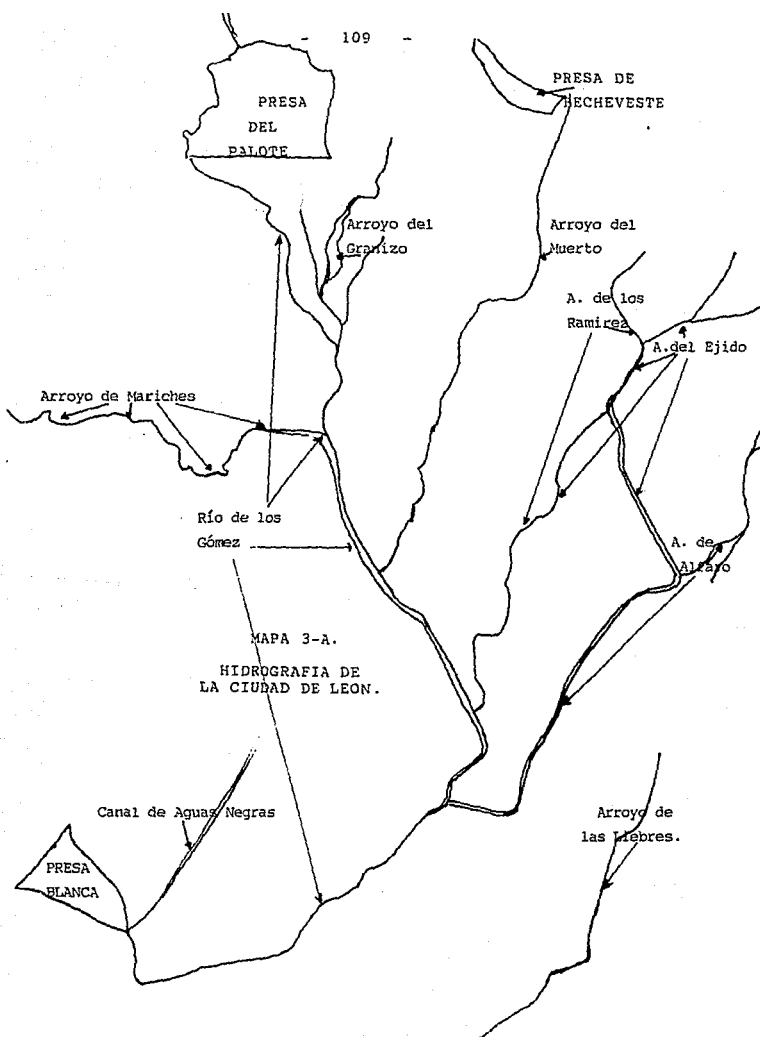 - 109 -
PRESA DE
HECHEVESTE
PRESA
DEL
PALOTE
Arroyo del
Granizo
Arroyo del
Muerto
A. de los
Ramirez
A.del Ejido
Arroyo de Mariches
Río de los
Gómez
A. de
Alfaro
MAPA 3-A.
HIDROGRAFIA DE
LA CIUDAD DE LEON.
Canal de Aguas Negras
Arroyo de
las Liebres.
PRESA
BLANCA